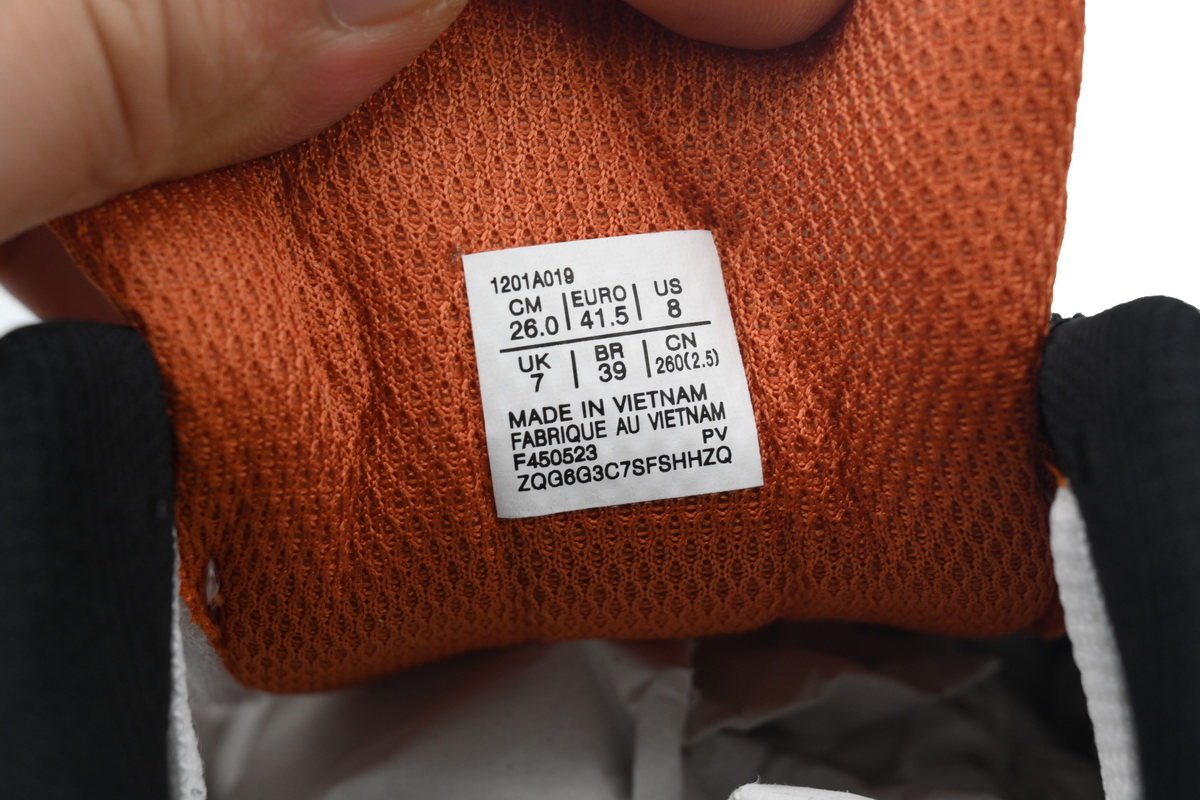 1201A019
CM | EURO | US
26.0 | 41.5 | 8
UK | BR | CN
7 | 39 | 260(2.5)
MADE IN VIETNAM
FABRIQUE AU VIETNAM
F450523 PV
ZQG6G3C7SFSHHZQ